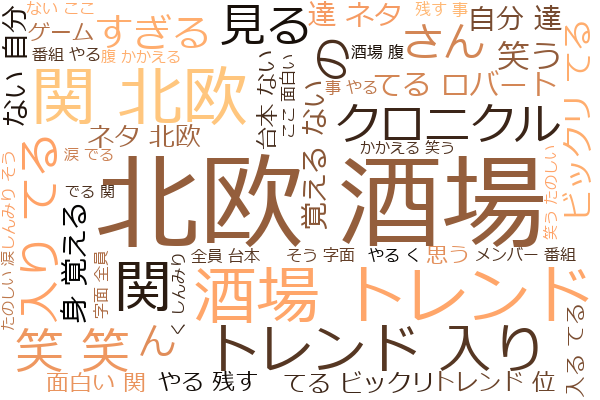 ない ここ
ゲーム
番組 やる
腹 かかえる
ない 自分
すぎる
見る
達 ネタ
残す 事
自分 達
酒場 腹
さん
笑う
関 北欧
台本 ない
ここ 面白い
の
事 やる
てる ロバート
ビックリ てる
ネタ 北欧
覚える ない
クロニクル
かかえる 笑う
涙 でる
入り てる
たのしい 涙
しんみり そう
でる 関
北欧 酒場
笑う たのしい
身 覚える
字面 全員
関
く しんみり
全員 台本
そう 字面
やる く
思う
メンバー 番組
酒場 トレンド
笑 笑
ん
トレンド 入り
入る てる
面白い 関
やる 残す
てる ビックリ
トレンド 位